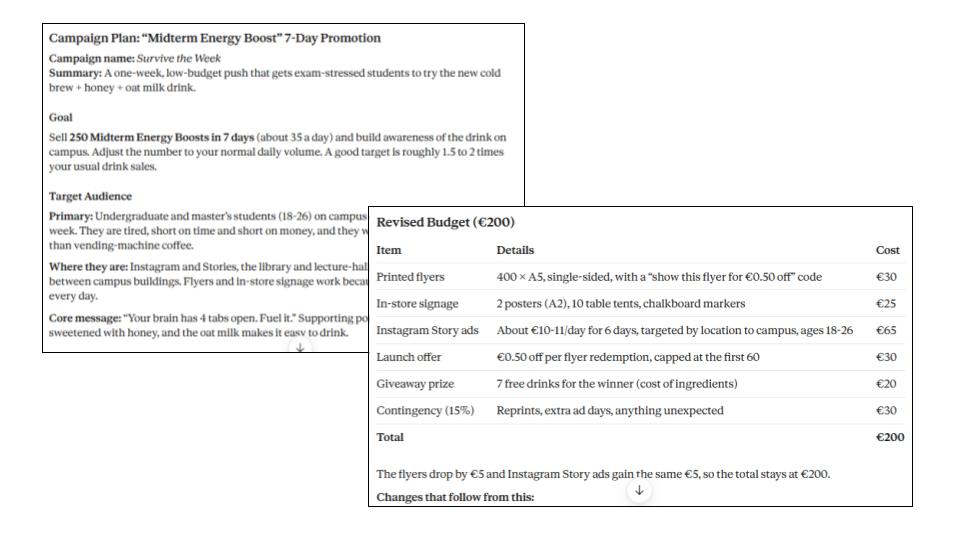 Campaign Plan: “Midterm Energy Boost” 7-Day Promotion
Campaign name: Survive the Week
Summary: A one-week, low-budget push that gets exam-stressed students to try the new cold
brew + honey + oat milk drink.
Goal
Sell 250 Midterm Energy Boosts in 7 days (about 35 a day) and build awareness of the drink on
campus. Adjust the number to your normal daily volume. A good target is roughly 1.5 to 2 times
your usual drink sales.
Target Audience
Primary: Undergraduate and master's students (18-26) on campus
week. They are tired, short on time and short on money, and they
than vending-machine coffee.
Where they are: Instagram and Stories, the library and
between campus buildings. Flyers and in-store signage work
every day.
Core message: “Your brain has 4 tabs open. Fuel it.” Supporting
sweetened with honey, and the oat milk makes it easy to drink.
Revised Budget (€200)
Item Details Cost
Printed flyers 400 × A5, single-sided, with a “show this flyer for €0.50 off” code €30
In-store signage 2 posters (A2), 10 table tents, chalkboard markers €25
Instagram Story ads About €10-11/day for 6 days, targeted by location to campus, ages 18-26 €65
Launch offer €0.50 off per flyer redemption, capped at the first 60 €30
Giveaway prize 7 free drinks for the winner (cost of ingredients) €20
Contingency (15%) Reprints, extra ad days, anything unexpected €30
Total €200
The flyers drop by €5 and Instagram Story ads gain the same €5, so the total stays at €200.
Changes that follow from this: